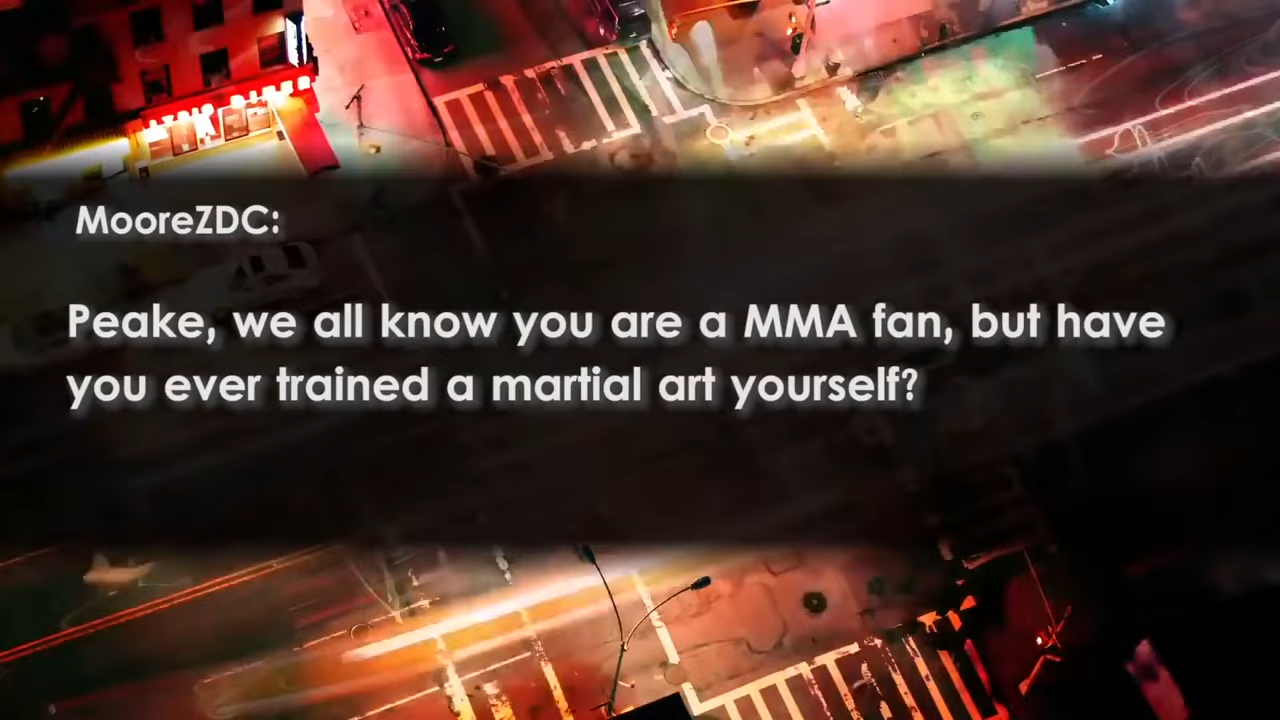 MooreZDC:
Peake, we all know you are a MMA fan, but have
you ever trained a martial art yourself?